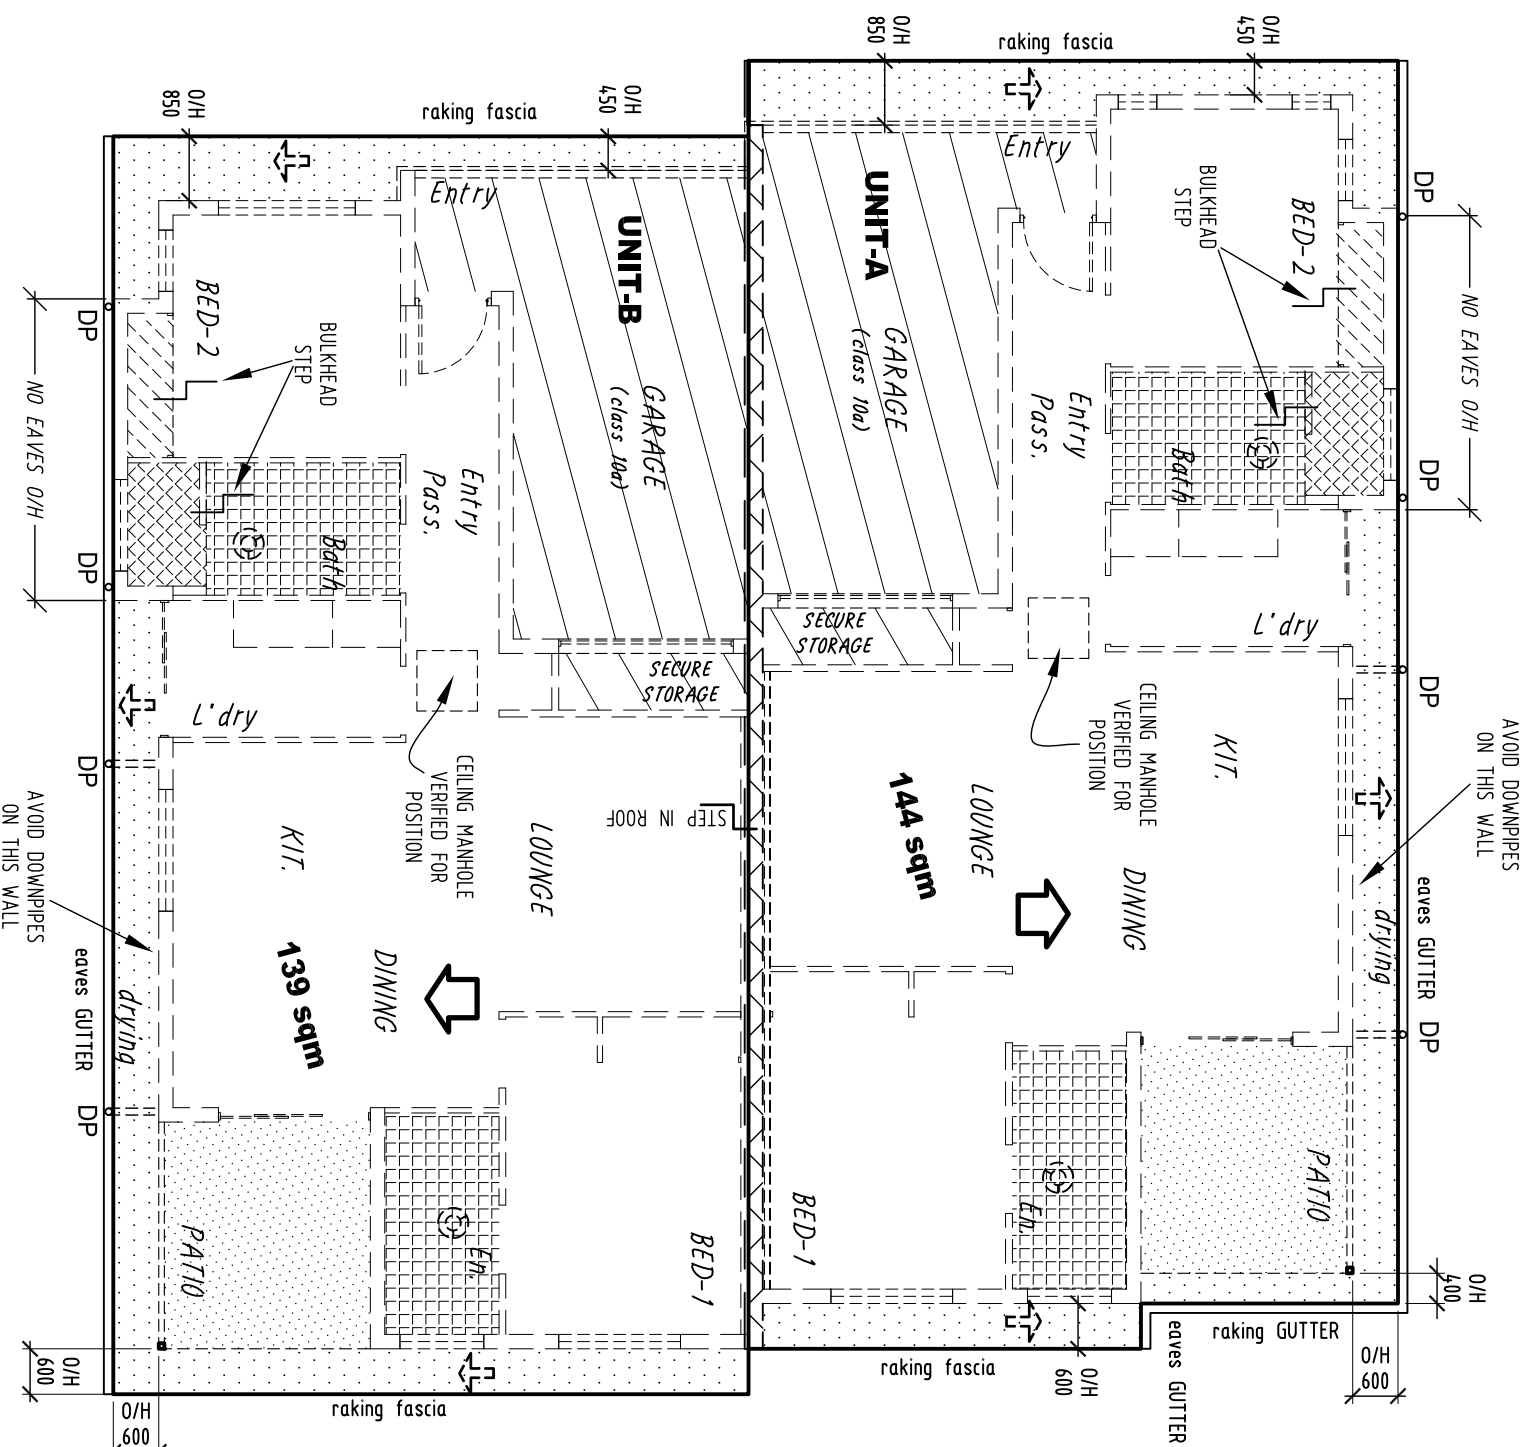 O/H
850
raking fascia
O/H
450
O/H
850
raking fascia
O/H
450
Entry
Entry
UNIT-B
UNIT-A
BULKHEAD
STEP
BED-2
DP
DP
BED-2
BULKHEAD
STEP
GARAGE
(class 10a)
GARAGE
(class 10a)
NO EAVES O/H
NO EAVES O/H
Entry
Pass.
Entry
Pass.
Bath
Bath
DP
DP
L'dry
SECURE
STORAGE
SECURE
STORAGE
L'dry
DP
DP
CEILING MANHOLE
VERIFIED FOR
POSITION
CEILING MANHOLE
VERIFIED FOR
POSITION
KIT.
KIT.
AVOID DOWNPIPES
ON THIS WALL
AVOID DOWNPIPES
ON THIS WALL
STEP IN ROOF
LOUNGE
LOUNGE
144 sqm
139 sqm
DINING
DINING
eaves GUTTER
drying
eaves GUTTER
drying
DP
DP
PATIO
En.
BED-1
BED-1
En.
PATIO
O/H
400
raking GUTTER
eaves GUTTER
O/H
600
O/H
600
raking fascia
O/H
600
O/H
600
raking fascia